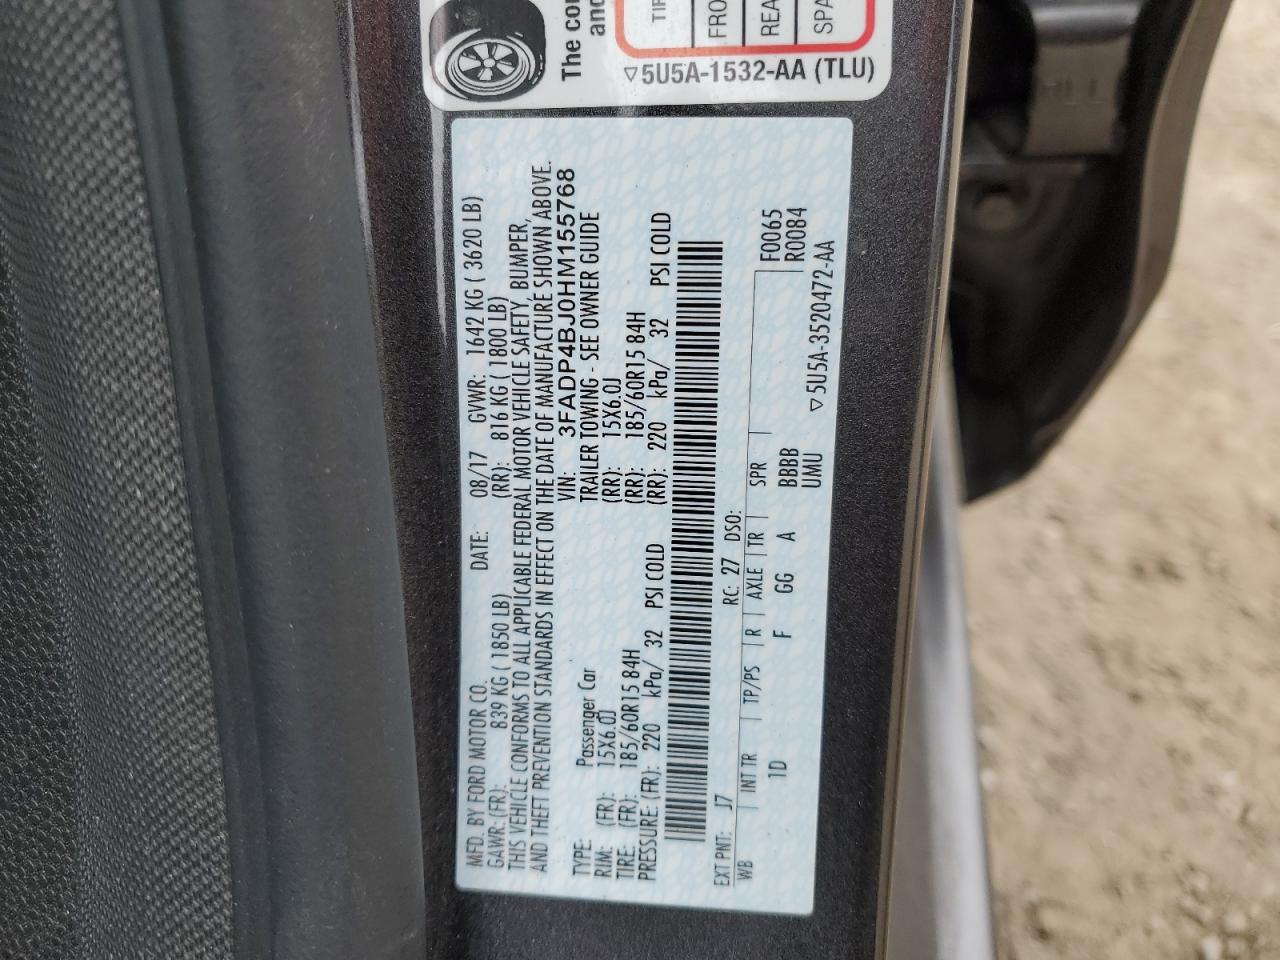 The cor
and
TIR
FRO
REA
SPA
▽5U5A-1532-AA (TLU)
MFD. BY FORD MOTOR CO. DATE: 08/17 GVWR: 1642 KG ( 3620 LB)
GAWR: (FR): 839 KG ( 1850 LB) (RR): 816 KG ( 1800 LB)
THIS VEHICLE CONFORMS TO ALL APPLICABLE FEDERAL MOTOR VEHICLE SAFETY, BUMPER,
AND THEFT PREVENTION STANDARDS IN EFFECT ON THE DATE OF MANUFACTURE SHOWN ABOVE.
VIN: 3FADP4BJ0HM155768
TYPE: Passenger Car TRAILER TOWING - SEE OWNER GUIDE
RIM: (FR): 15X6.0J (RR): 15X6.0J
TIRE: (FR): 185/60R15 84H (RR): 185/60R15 84H
PRESSURE: (FR): 220 kPa/ 32 PSI COLD (RR): 220 kPa/ 32 PSI COLD
EXT PNT: J7 RC: 27 DSO: F0065
WB | INT TR | TP/PS | R | AXLE | TR | SPR | R0084
1D F GG A BBBB
UMU
▽5U5A-3520472-AA